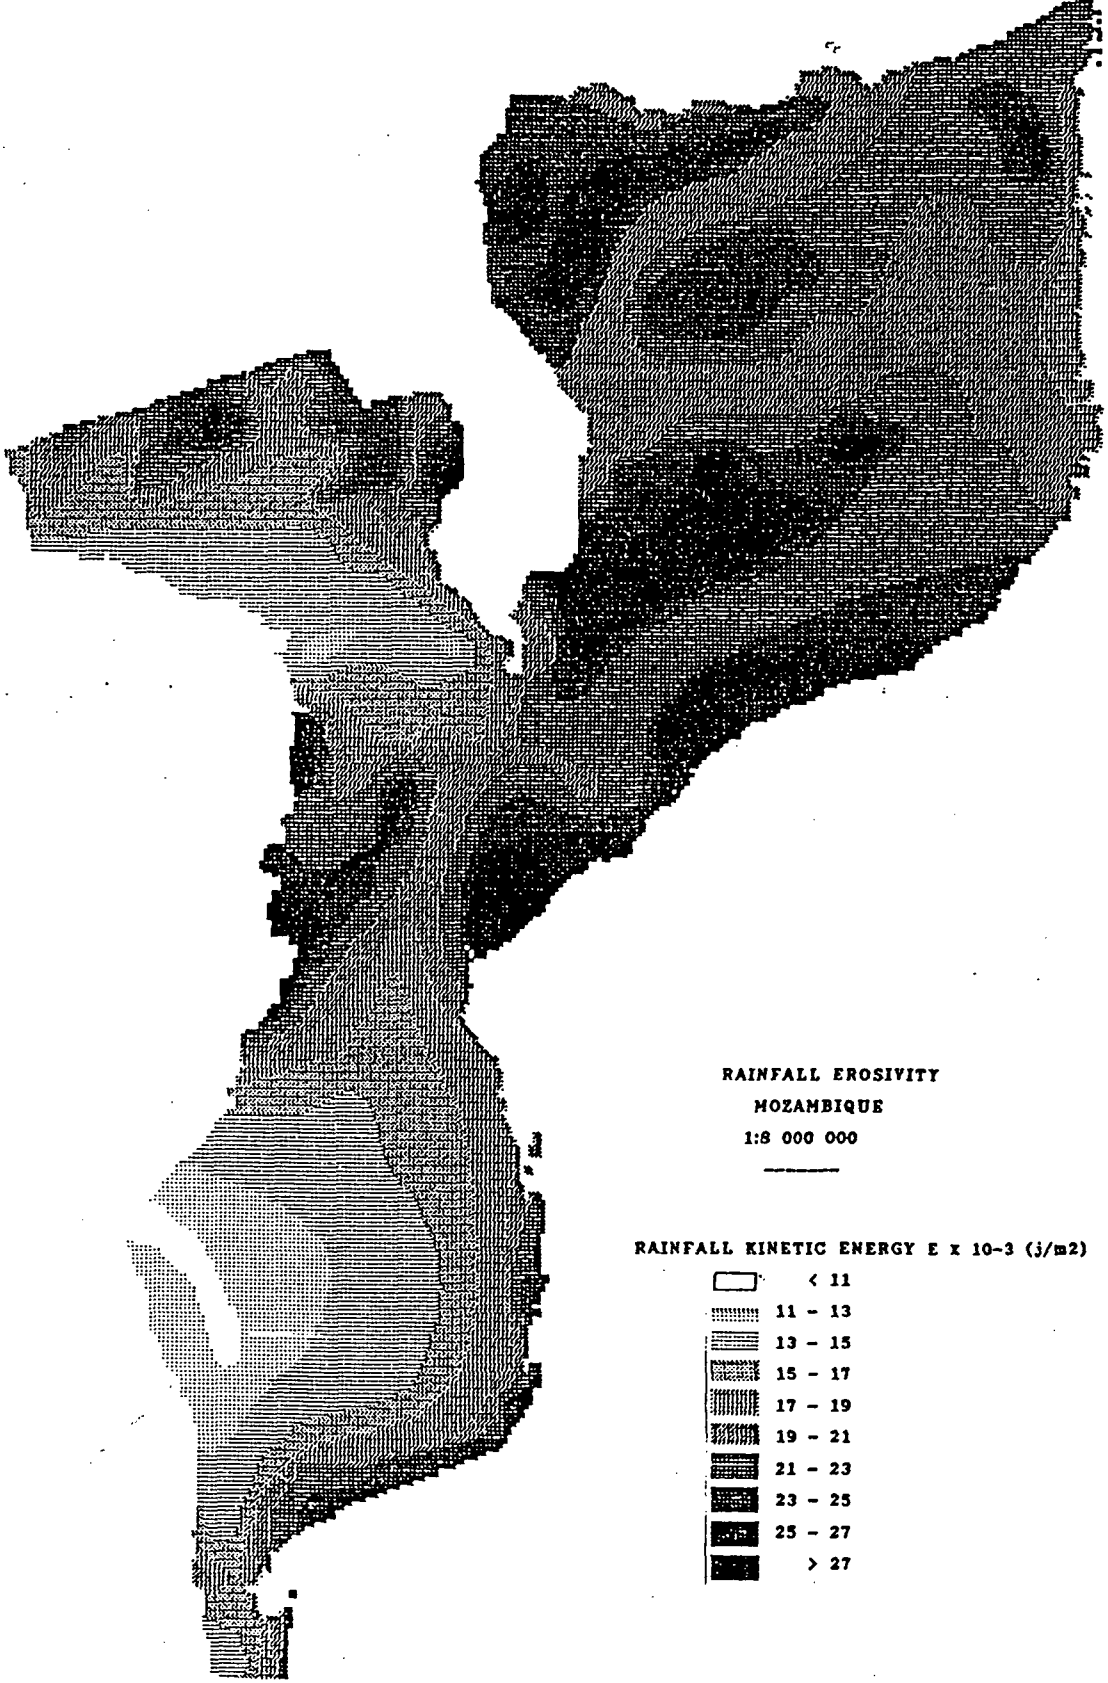 RAINFALL EROSIVITY
MOZAMBIQUE
1:8 000 000
RAINFALL KINETIC ENERGY E x 10-3 (j/m2)
< 11
11 - 13
13 - 15
15 - 17
17 - 19
19 - 21
21 - 23
23 - 25
25 - 27
> 27